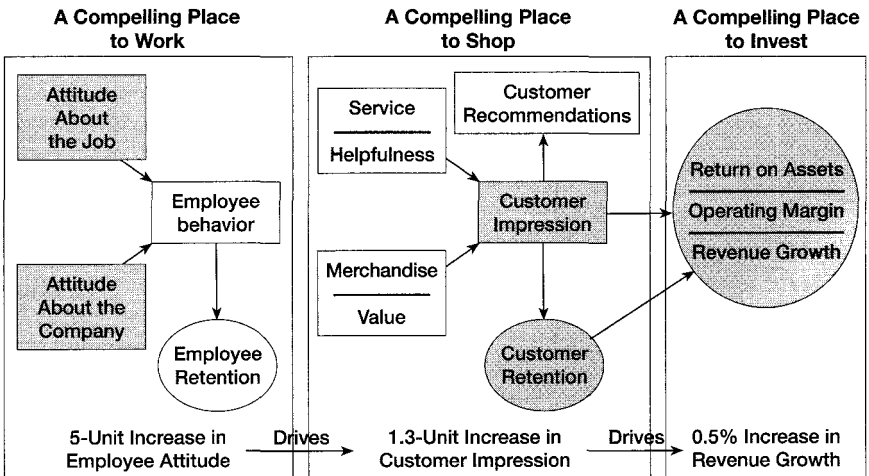 A Compelling Place
to Work
A Compelling Place
to Shop
A Compelling Place
to Invest
Attitude
About
the Job
Employee
behavior
Attitude
About the
Company
Employee
Retention
Service
Helpfulness
Customer
Recommendations
Customer
Impression
Merchandise
Value
Customer
Retention
Return on Assets
Operating Margin
Revenue Growth
5-Unit Increase in
Employee Attitude
Drives
1.3-Unit Increase in
Customer Impression
Drives
0.5% Increase in
Revenue Growth